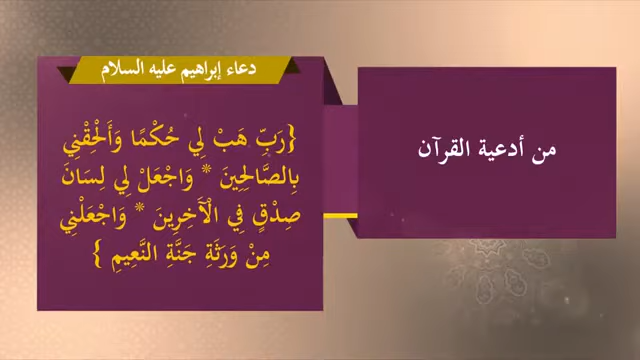 من أدعية القرآن
دعاء إبراهيم عليه السلام
{رَبِّ هَبْ لِي حُكْمًا وَأَلْحِقْنِي
بِالصَّالِحِينَ * وَاجْعَلْ لِي لِسَانَ
صِدْقٍ فِي الْآخِرِينَ * وَاجْعَلْنِي
مِنْ وَرَثَةِ جَنَّةِ النَّعِيمِ }